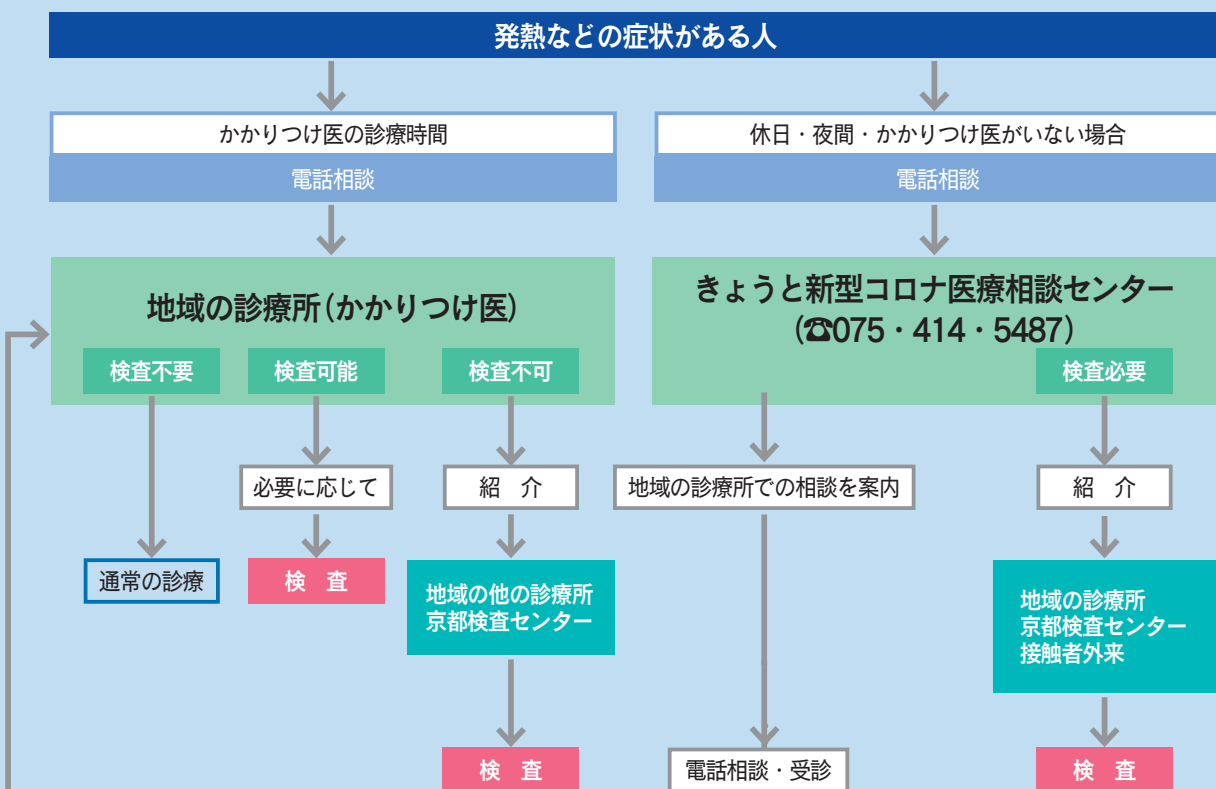 発熱などの症状がある人
かかりつけ医の診療時間
電話相談
休日・夜間・かかりつけ医がいない場合
電話相談
地域の診療所(かかりつけ医)
検査不要
検査可能
検査不可
きょうと新型コロナ医療相談センター
(☎075・414・5487)
検査必要
必要に応じて
紹 介
地域の診療所での相談を案内
紹 介
通常の診療
検 査
地域の他の診療所
京都検査センター
地域の診療所
京都検査センター
接触者外来
検 査
電話相談・受診
検 査